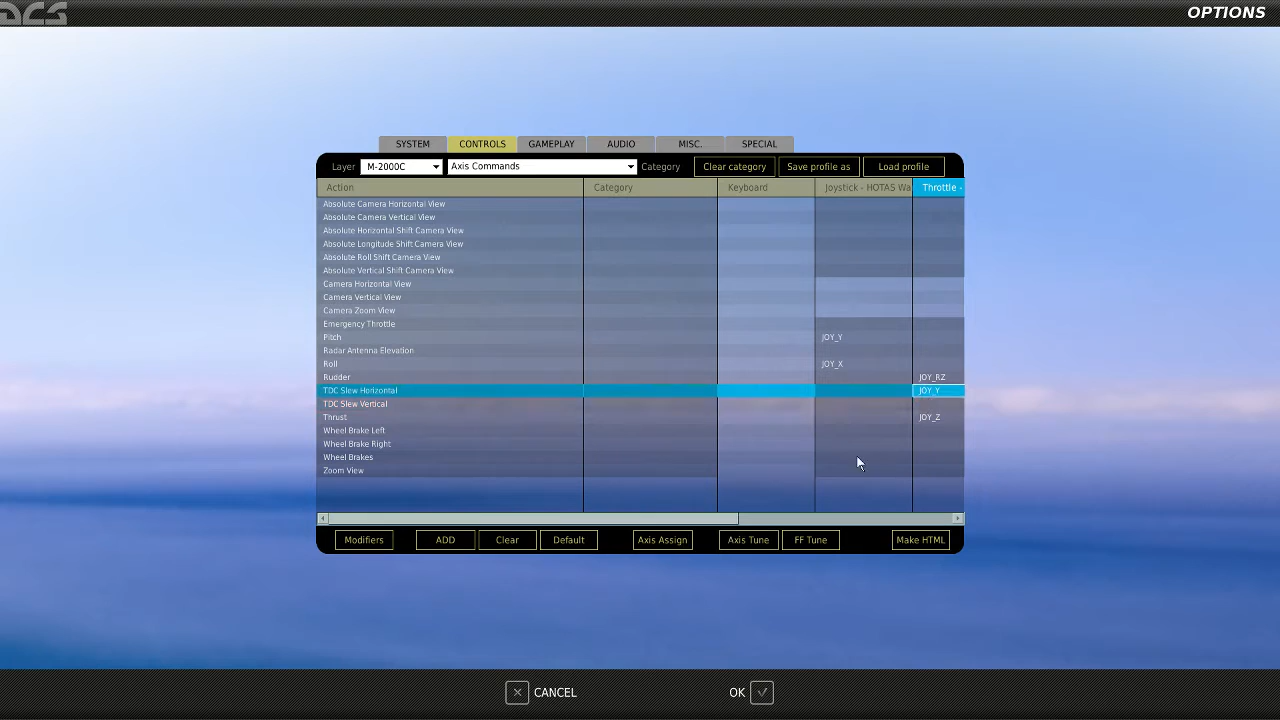 DCS OPTIONS
SYSTEM CONTROLS GAMEPLAY AUDIO MISC. SPECIAL
Layer M-2000C Axis Commands Category Clear category Save profile as Load profile
Action Category Keyboard Joystick - HOTAS Wa Throttle -
Absolute Camera Horizontal View
Absolute Camera Vertical View
Absolute Horizontal Shift Camera View
Absolute Longitude Shift Camera View
Absolute Roll Shift Camera View
Absolute Vertical Shift Camera View
Camera Horizontal View
Camera Vertical View
Camera Zoom View
Emergency Throttle
Pitch JOY_Y
Radar Antenna Elevation
Roll JOY_X
Rudder JOY_RZ
TDC Slew Horizontal JOY_Y
TDC Slew Vertical
Thrust JOY_Z
Wheel Brake Left
Wheel Brake Right
Wheel Brakes
Zoom View
Modifiers ADD Clear Default Axis Assign Axis Tune FF Tune Make HTML
CANCEL OK